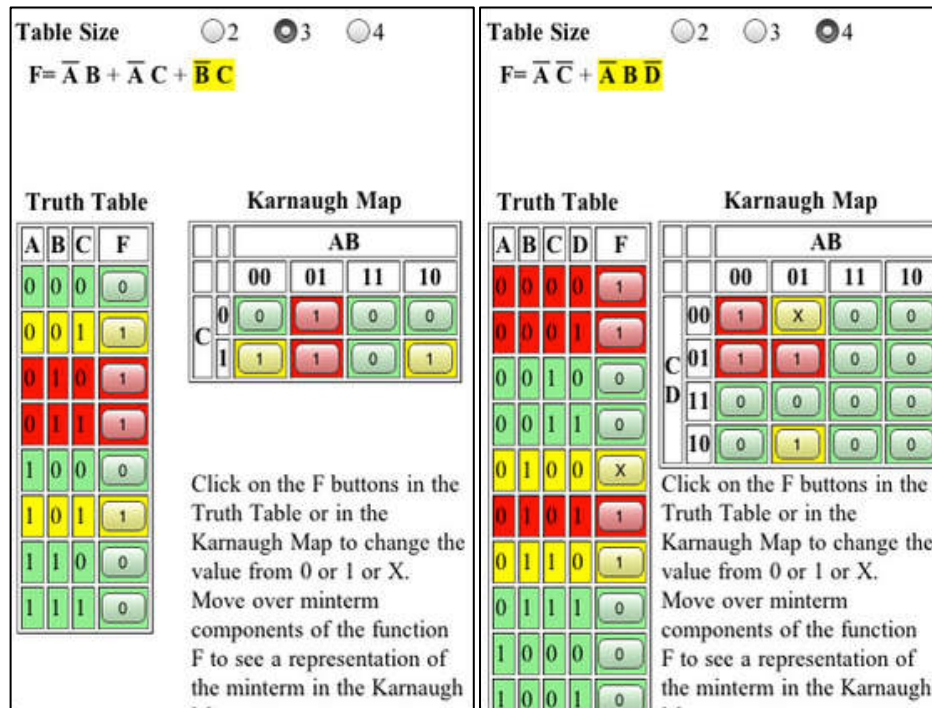 Table Size 2 3 4
F= A̅ B + A̅ C + B̅ C
Truth Table
A B C F
0 0 0 0
0 0 1 1
0 1 0 1
0 1 1 1
1 0 0 0
1 0 1 1
1 1 0 0
1 1 1 0
Karnaugh Map
AB
00 01 11 10
C
0 0 1 0 0
1 1 1 0 1
Click on the F buttons in the
Truth Table or in the
Karnaugh Map to change the
value from 0 or 1 or X.
Move over minterm
components of the function
F to see a representation of
the minterm in the Karnaugh
Table Size 2 3 4
F= A̅ C̅ + A̅ B D̅
Truth Table
A B C D F
0 0 0 0 1
0 0 0 1 1
0 0 1 0 0
0 0 1 1 0
0 1 0 0 X
0 1 0 1 1
0 1 1 0 1
0 1 1 1 0
1 0 0 0 0
1 0 0 1 0
Karnaugh Map
AB
00 01 11 10
C
D
00 1 X 0 0
01 1 1 0 0
11 0 0 0 0
10 0 1 0 0
Click on the F buttons in the
Truth Table or in the
Karnaugh Map to change the
value from 0 or 1 or X.
Move over minterm
components of the function
F to see a representation of
the minterm in the Karnaugh